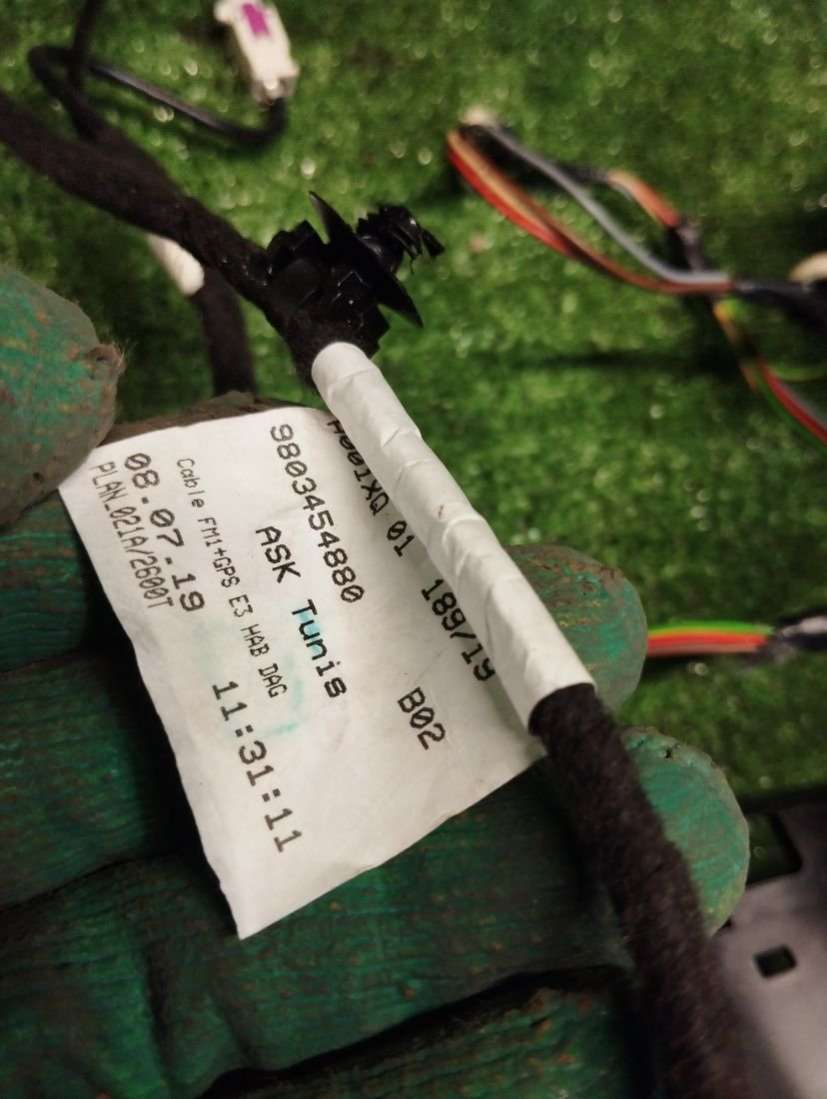 A001XQ 01 189/19
9803454880 B02
ASK Tunis
Cable FM1+GPS E3 HAB DAG
08.07.19 11:31:11
PLAN_021A/2600T